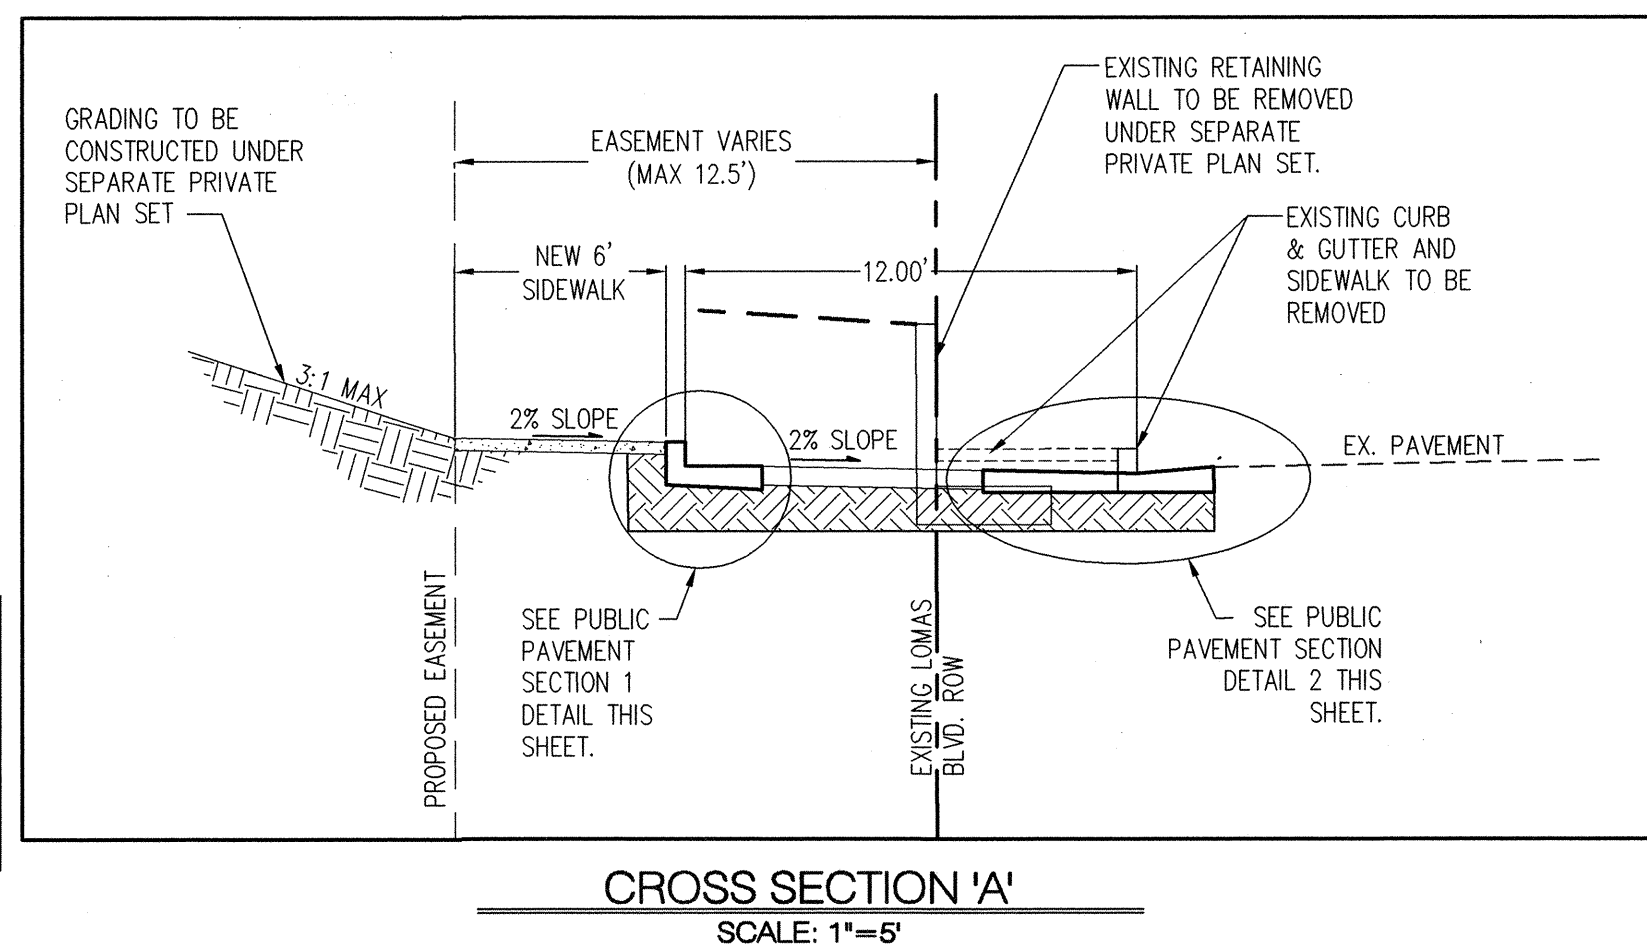 GRADING TO BE
CONSTRUCTED UNDER
SEPARATE PRIVATE
PLAN SET
EASEMENT VARIES
(MAX 12.5')
EXISTING RETAINING
WALL TO BE REMOVED
UNDER SEPARATE
PRIVATE PLAN SET.
NEW 6'
SIDEWALK
12.00'
EXISTING CURB
& GUTTER AND
SIDEWALK TO BE
REMOVED
3:1 MAX
2% SLOPE
2% SLOPE
EX. PAVEMENT
PROPOSED EASEMENT
SEE PUBLIC
PAVEMENT
SECTION 1
DETAIL THIS
SHEET.
EXISTING LOMAS
BLVD. ROW
SEE PUBLIC
PAVEMENT SECTION
DETAIL 2 THIS
SHEET.
CROSS SECTION 'A'
SCALE: 1"=5'